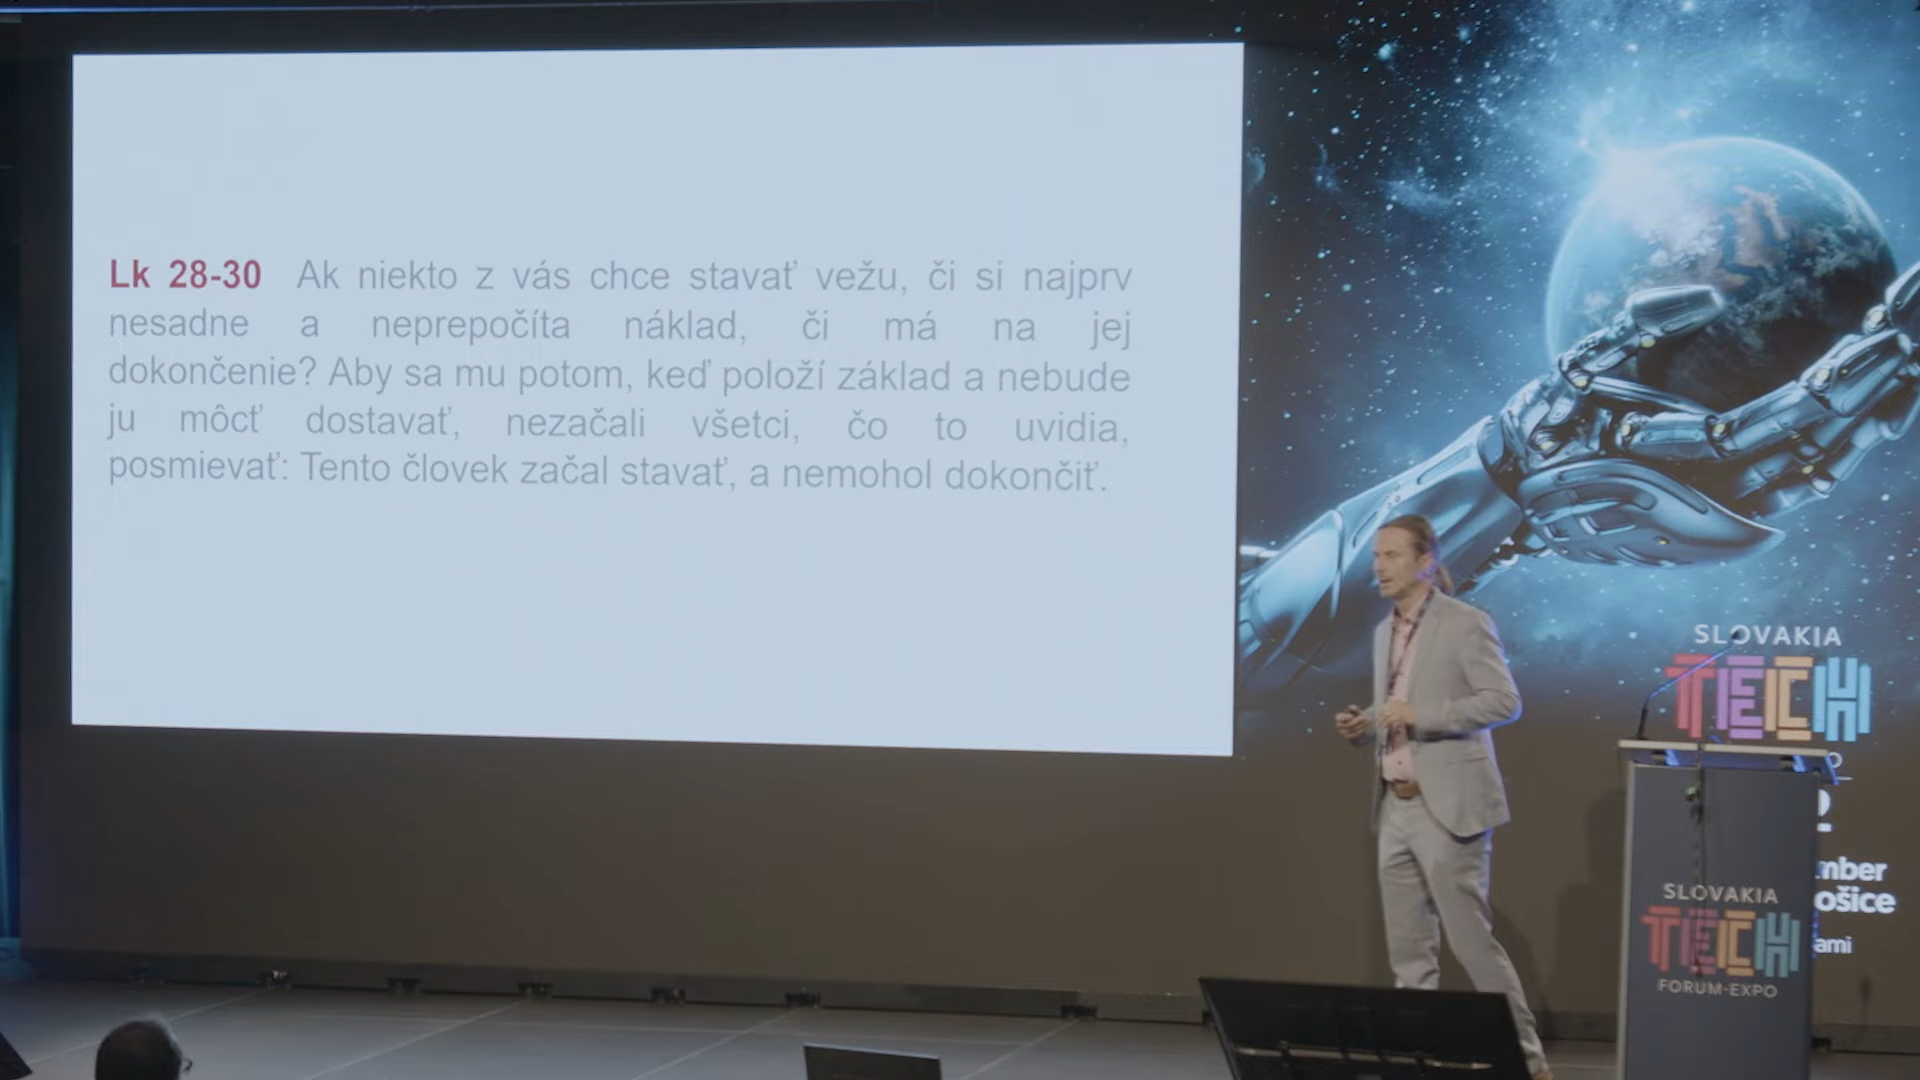 Lk 28-30 Ak niekto z vás chce stavať vežu, či si najprv
nesadne a neprepočíta náklad, či má na jej
dokončenie? Aby sa mu potom, keď položí základ a nebude
ju môcť dostavať, nezačali všetci, čo to uvidia,
posmievať: Tento človek začal stavať, a nemohol dokončiť.
SLOVAKIA
TECH
mber
ošice
ami
SLOVAKIA
TECH
FORUM-EXPO